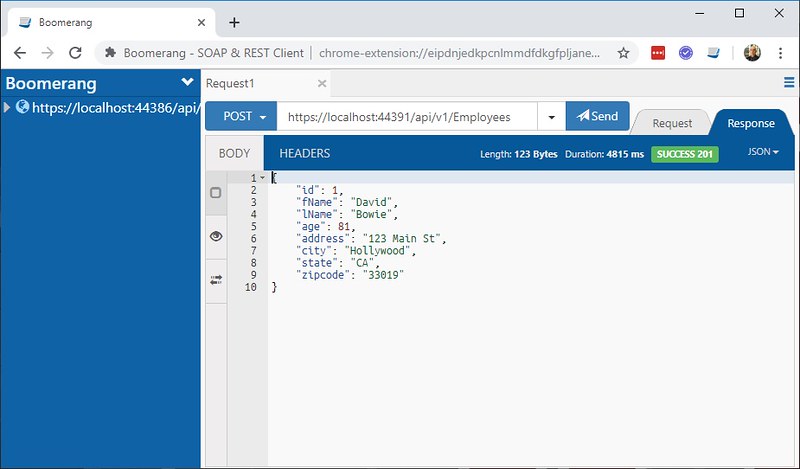 Boomerang
Boomerang - SOAP & REST Client | chrome-extension://eipdnjedkpcnlmmdfdkgfpljane...
Boomerang
https://localhost:44386/api/
Request1
POST
https://localhost:44391/api/v1/Employees
Send
Request
Response
BODY
HEADERS
Length: 123 Bytes Duration: 4815 ms SUCCESS 201
JSON
1 {
2 "id": 1,
3 "fName": "David",
4 "lName": "Bowie",
5 "age": 81,
6 "address": "123 Main St",
7 "city": "Hollywood",
8 "state": "CA",
9 "zipcode": "33019"
10 }